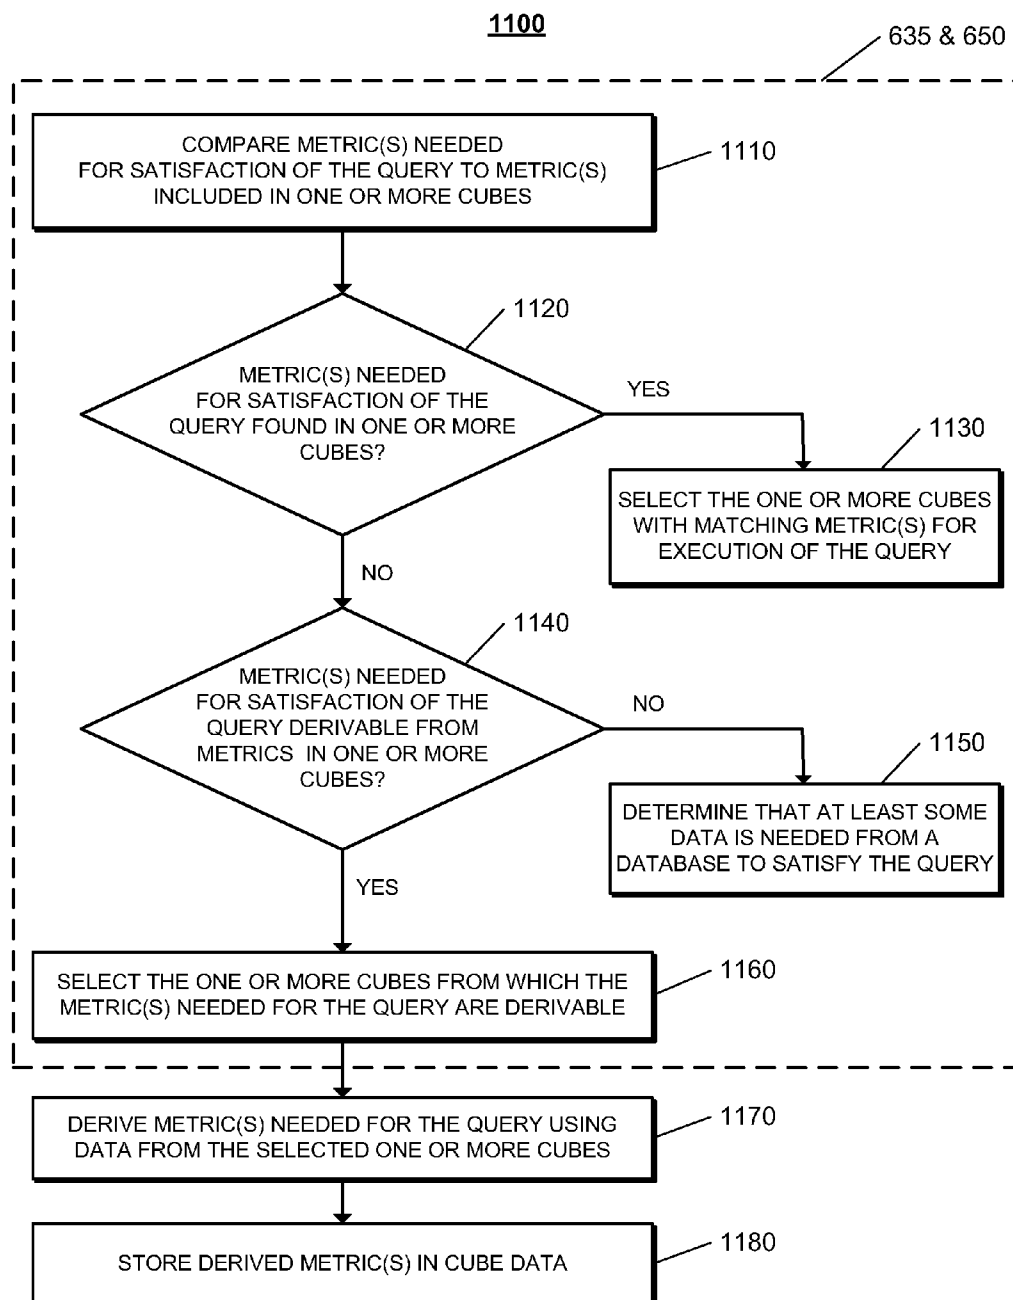 1100
635 & 650
COMPARE METRIC(S) NEEDED
FOR SATISFACTION OF THE QUERY TO METRIC(S)
INCLUDED IN ONE OR MORE CUBES
1110
1120
METRIC(S) NEEDED
FOR SATISFACTION OF THE
QUERY FOUND IN ONE OR MORE
CUBES?
YES
1130
SELECT THE ONE OR MORE CUBES
WITH MATCHING METRIC(S) FOR
EXECUTION OF THE QUERY
NO
1140
METRIC(S) NEEDED
FOR SATISFACTION OF THE
QUERY DERIVABLE FROM
METRICS IN ONE OR MORE
CUBES?
NO
1150
DETERMINE THAT AT LEAST SOME
DATA IS NEEDED FROM A
DATABASE TO SATISFY THE QUERY
YES
SELECT THE ONE OR MORE CUBES FROM WHICH THE
METRIC(S) NEEDED FOR THE QUERY ARE DERIVABLE
1160
DERIVE METRIC(S) NEEDED FOR THE QUERY USING
DATA FROM THE SELECTED ONE OR MORE CUBES
1170
STORE DERIVED METRIC(S) IN CUBE DATA
1180